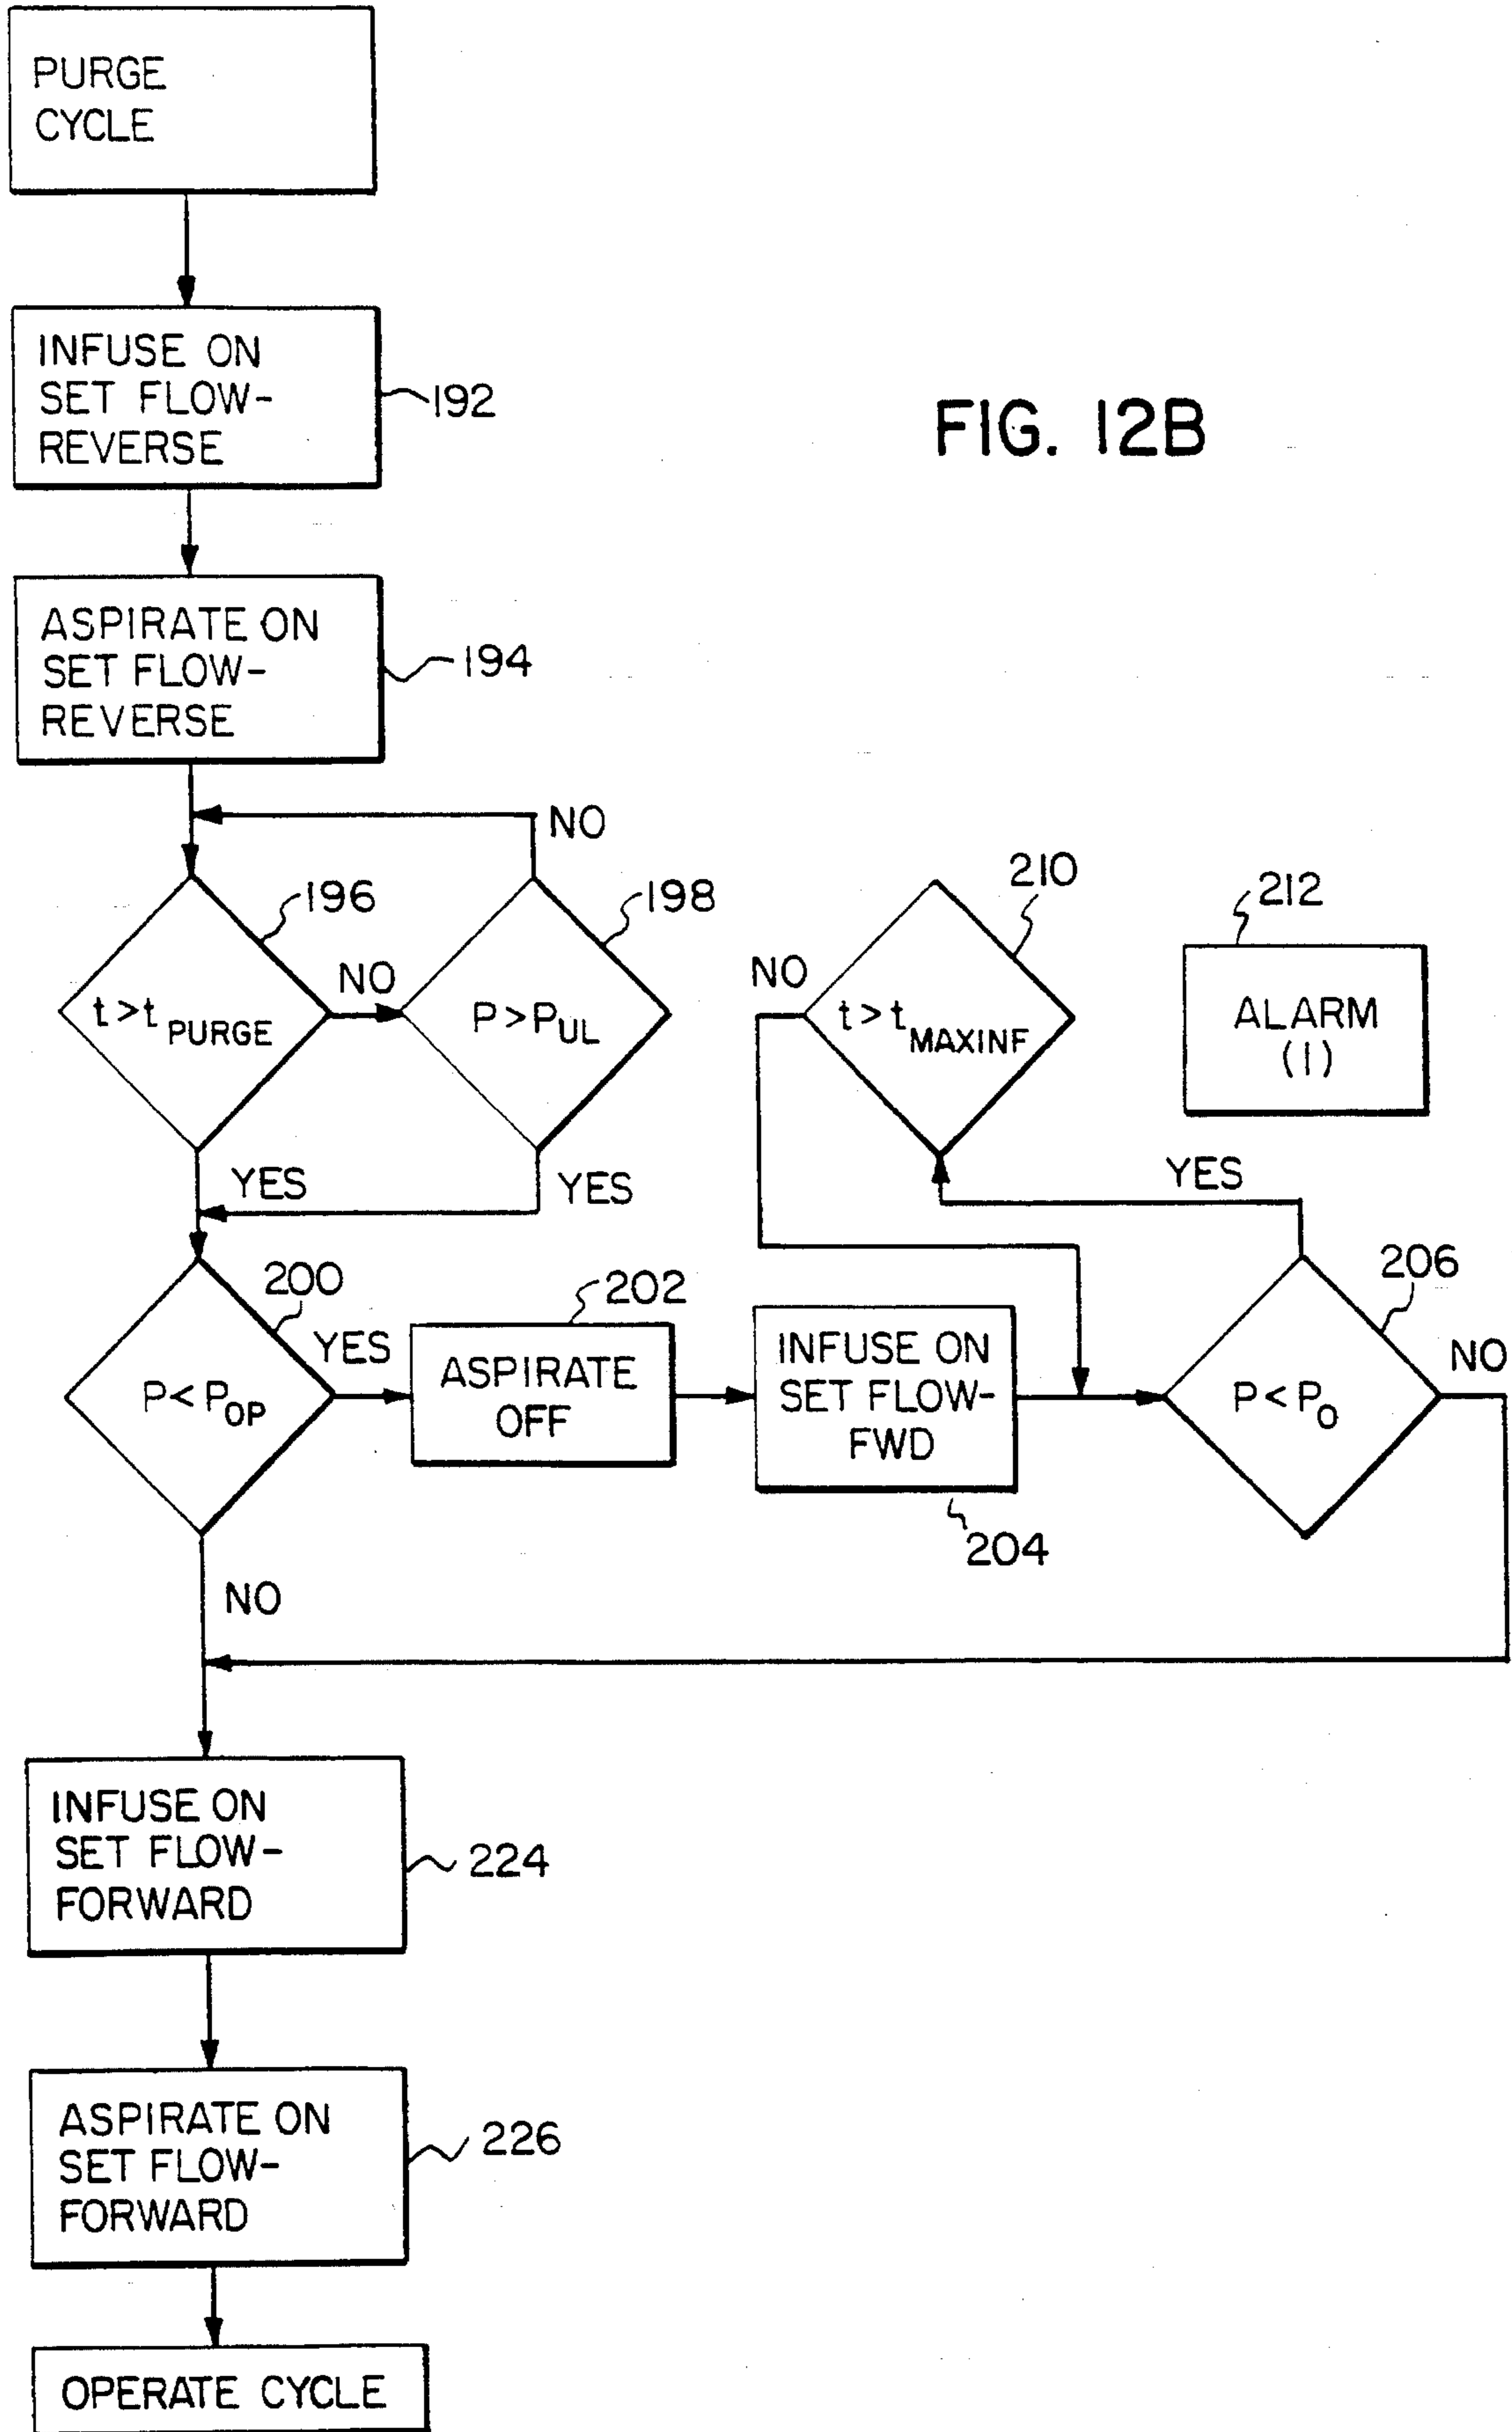 PURGE
CYCLE
INFUSE ON
SET FLOW-
REVERSE
192
FIG. 12B
ASPIRATE ON
SET FLOW-
REVERSE
194
NO
196
198
210
212
t>t PURGE
NO
P>PUL
NO
t>t MAXINF
ALARM
(1)
YES
YES
YES
200
202
206
P<POP
YES
ASPIRATE
OFF
INFUSE ON
SET FLOW-
FWD
P<PO
NO
204
NO
INFUSE ON
SET FLOW-
FORWARD
224
ASPIRATE ON
SET FLOW-
FORWARD
226
OPERATE CYCLE